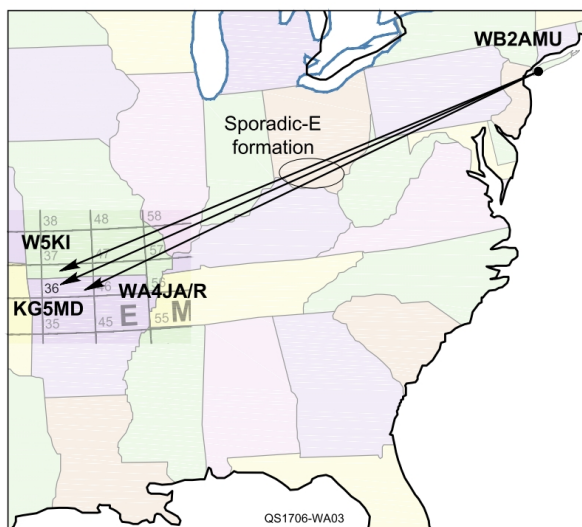 WB2AMU
Sporadic-E
formation
38 48 58
W5KI
37 47 57
36 46 56
WA4JA/R
KG5MD
35 45 E 55 M
QS1706-WA03